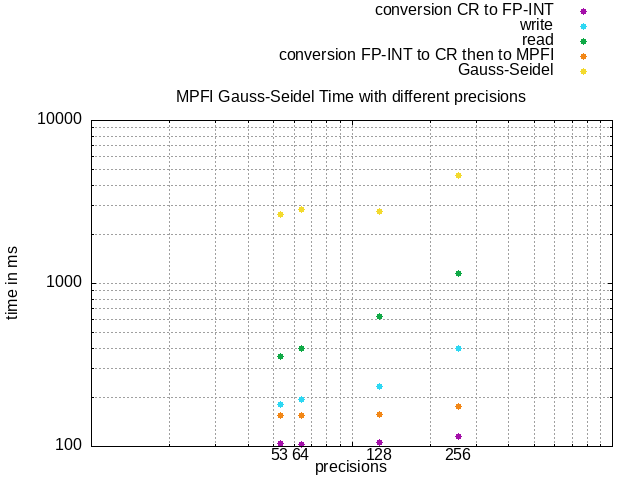 conversion CR to FP-INT
write
read
conversion FP-INT to CR then to MPFI
Gauss-Seidel
MPFI Gauss-Seidel Time with different precisions
10000
1000
100
time in ms
53 64 128 256
precisions